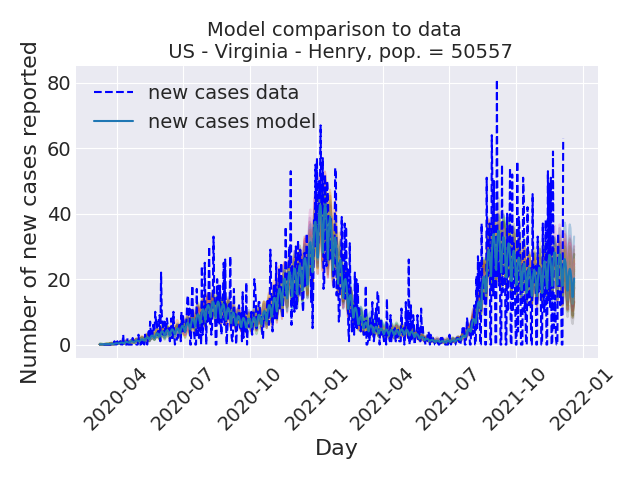 Model comparison to data
US - Virginia - Henry, pop. = 50557
Number of new cases reported
80
60
40
20
0
new cases data
new cases model
2020-04
2020-07
2020-10
2021-01
2021-04
2021-07
2021-10
2022-01
Day